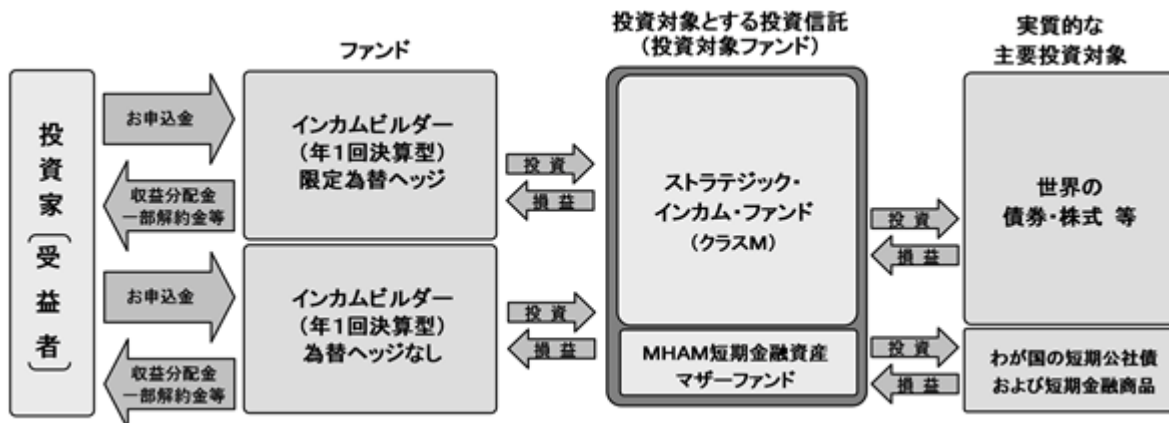 ファンド
投資対象とする投資信託
(投資対象ファンド)
実質的な
主要投資対象
投資家〔受益者〕
お申込金
収益分配金
一部解約金等
お申込金
収益分配金
一部解約金等
インカムビルダー
(年1回決算型)
限定為替ヘッジ
インカムビルダー
(年1回決算型)
為替ヘッジなし
投資
損益
投資
損益
ストラテジック・
インカム・ファンド
(クラスM)
MHAM短期金融資産
マザーファンド
投資
損益
投資
損益
世界の
債券・株式 等
わが国の短期公社債
および短期金融商品